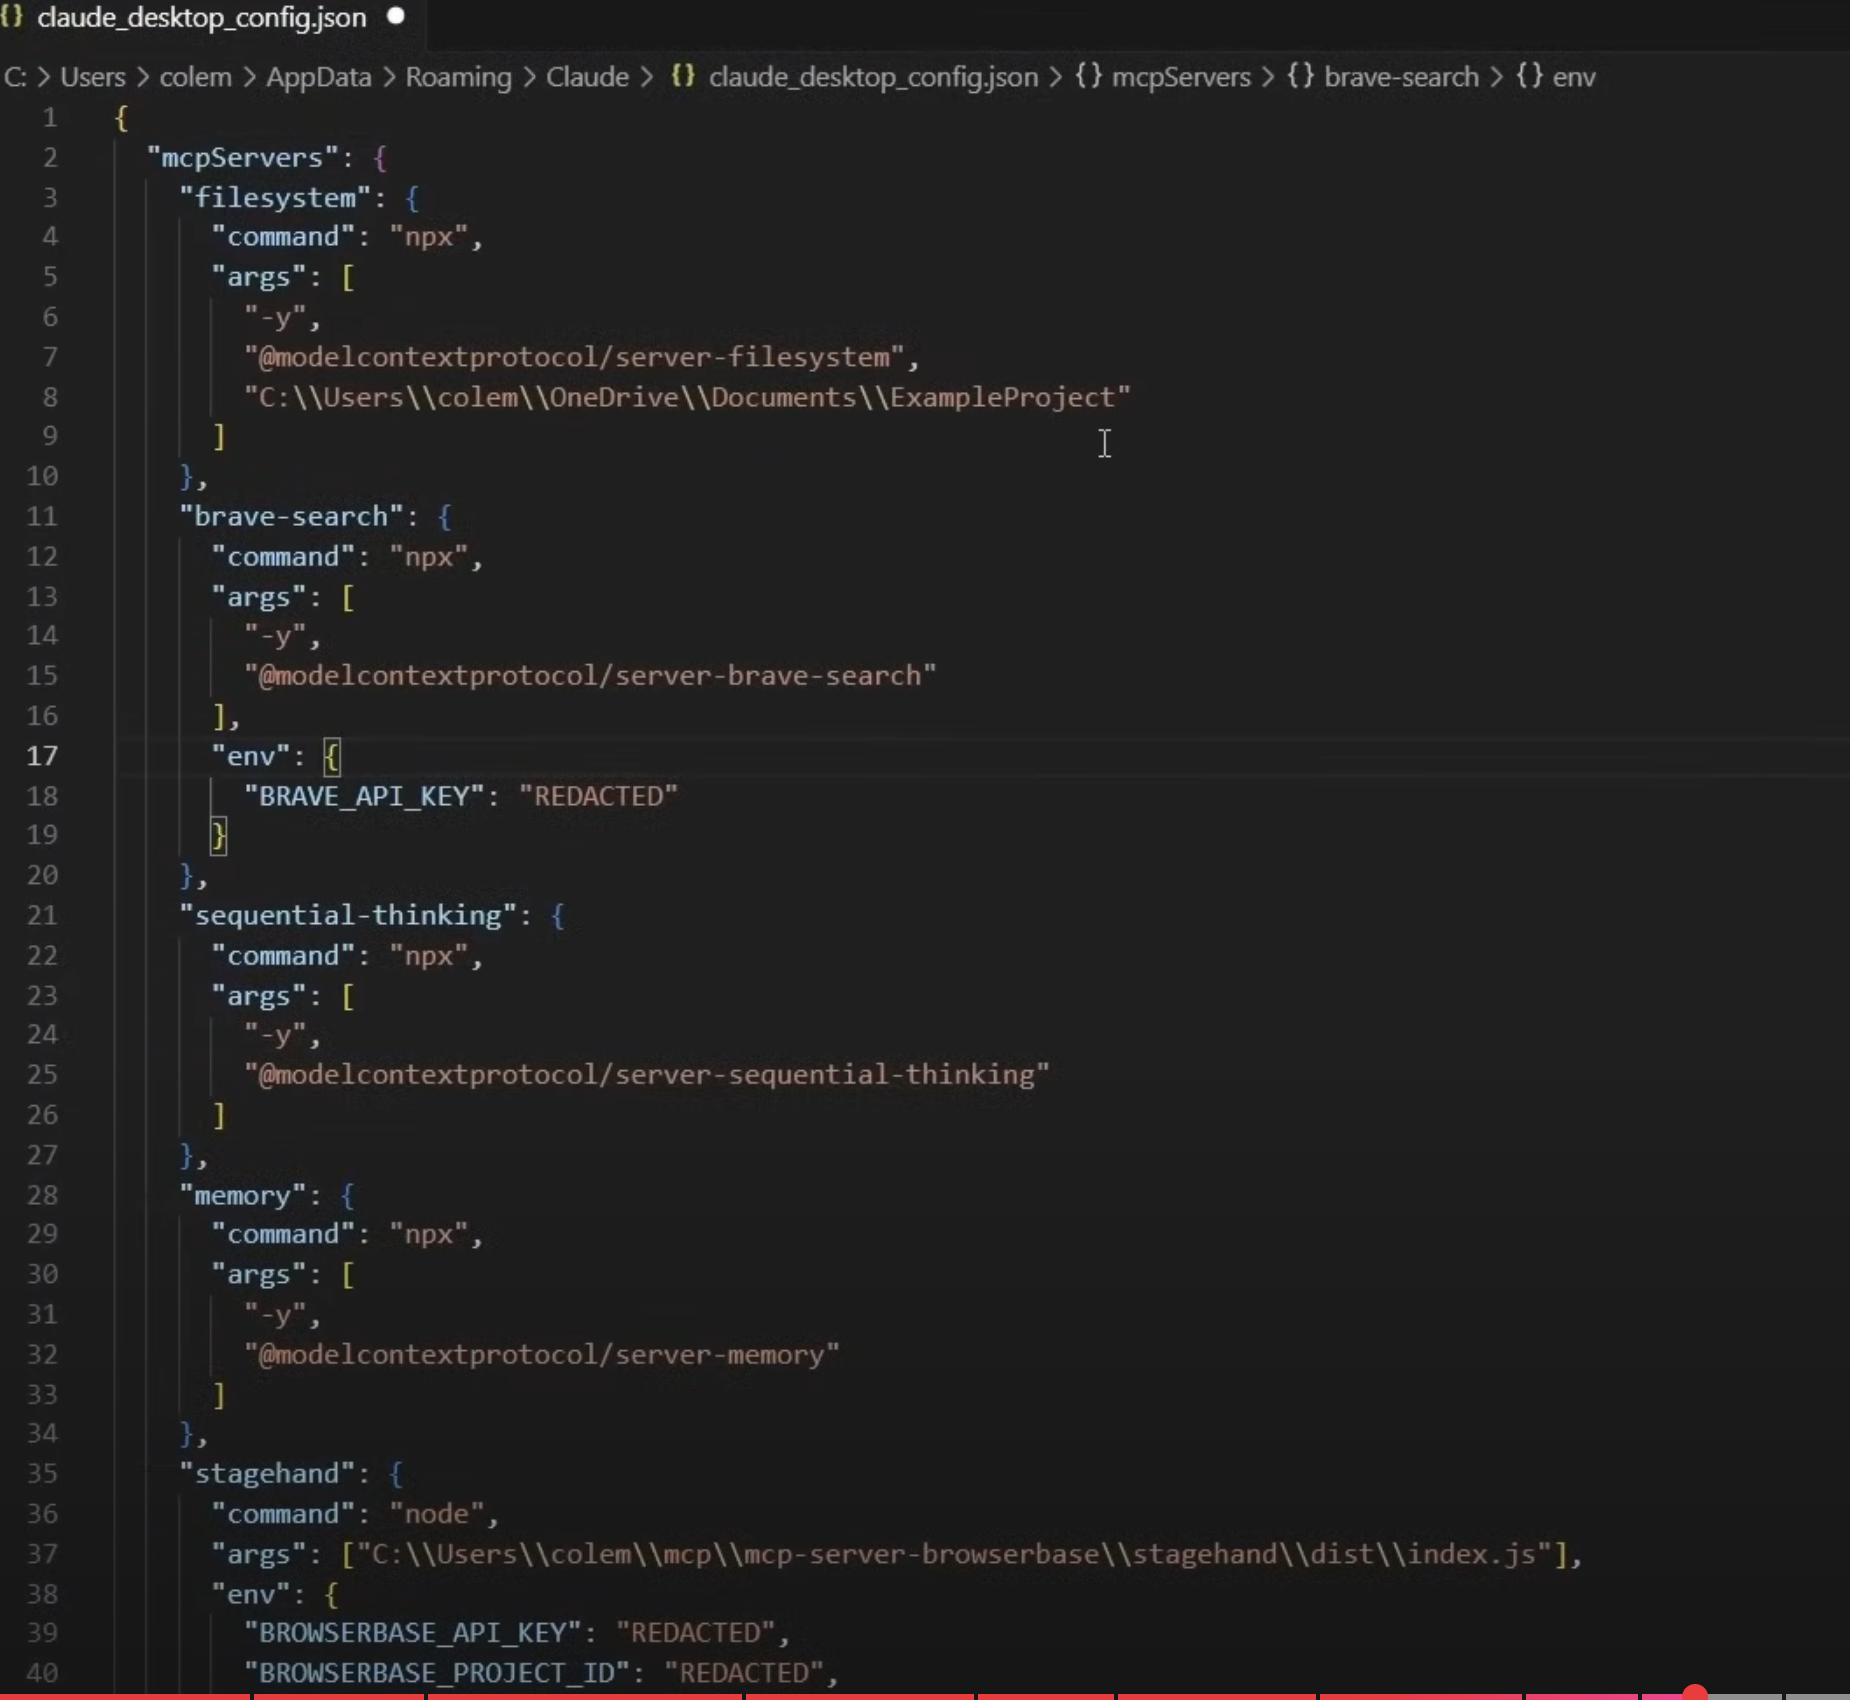 {} claude_desktop_config.json ●
C: > Users > colem > AppData > Roaming > Claude > {} claude_desktop_config.json > {} mcpServers > {} brave-search > {} env
1 {
2 "mcpServers": {
3 "filesystem": {
4 "command": "npx",
5 "args": [
6 "-y",
7 "@modelcontextprotocol/server-filesystem",
8 "C:\\Users\\colem\\OneDrive\\Documents\\ExampleProject"
9 ]
10 },
11 "brave-search": {
12 "command": "npx",
13 "args": [
14 "-y",
15 "@modelcontextprotocol/server-brave-search"
16 ],
17 "env": {
18 "BRAVE_API_KEY": "REDACTED"
19 }
20 },
21 "sequential-thinking": {
22 "command": "npx",
23 "args": [
24 "-y",
25 "@modelcontextprotocol/server-sequential-thinking"
26 ]
27 },
28 "memory": {
29 "command": "npx",
30 "args": [
31 "-y",
32 "@modelcontextprotocol/server-memory"
33 ]
34 },
35 "stagehand": {
36 "command": "node",
37 "args": ["C:\\Users\\colem\\mcp\\mcp-server-browserbase\\stagehand\\dist\\index.js"],
38 "env": {
39 "BROWSERBASE_API_KEY": "REDACTED",
40 "BROWSERBASE_PROJECT_ID": "REDACTED",